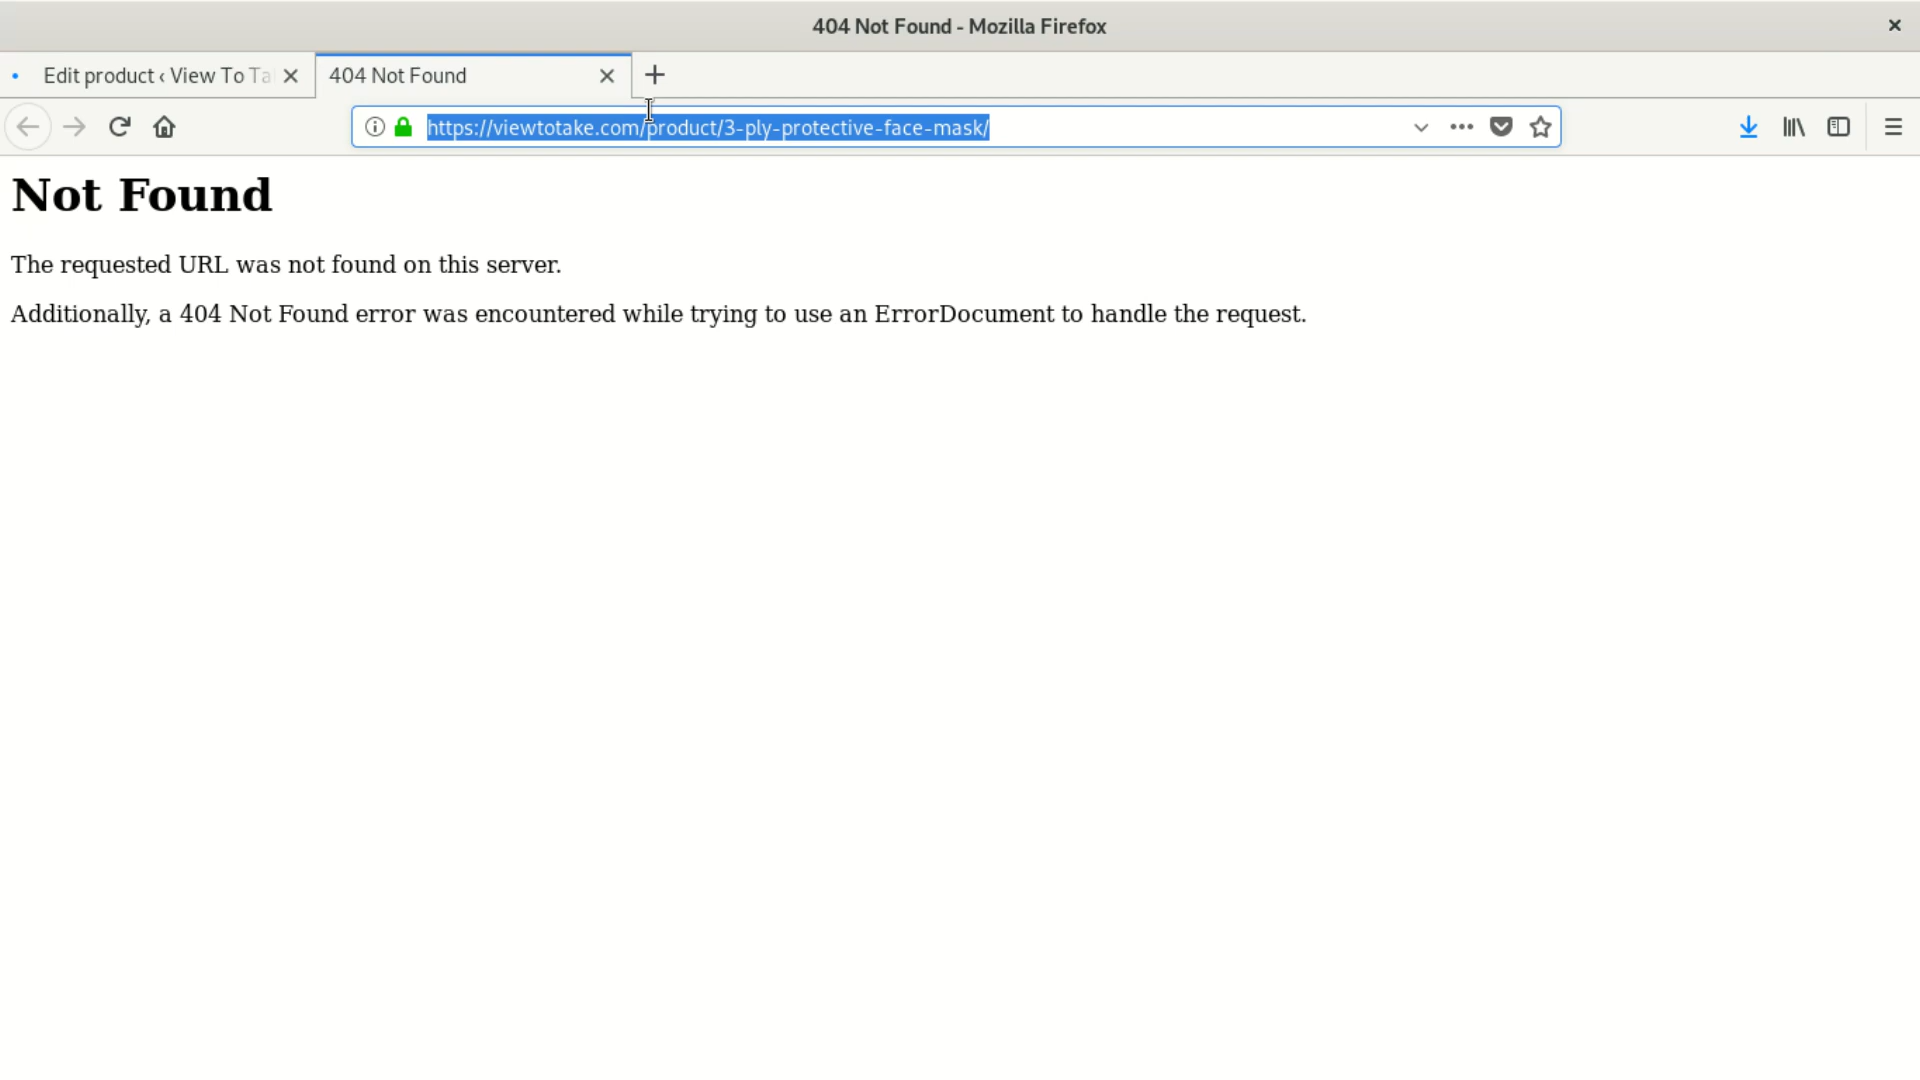 404 Not Found - Mozilla Firefox
Edit product ‹ View To Ta
404 Not Found
https://viewtotake.com/product/3-ply-protective-face-mask/
Not Found
The requested URL was not found on this server.
Additionally, a 404 Not Found error was encountered while trying to use an ErrorDocument to handle the request.